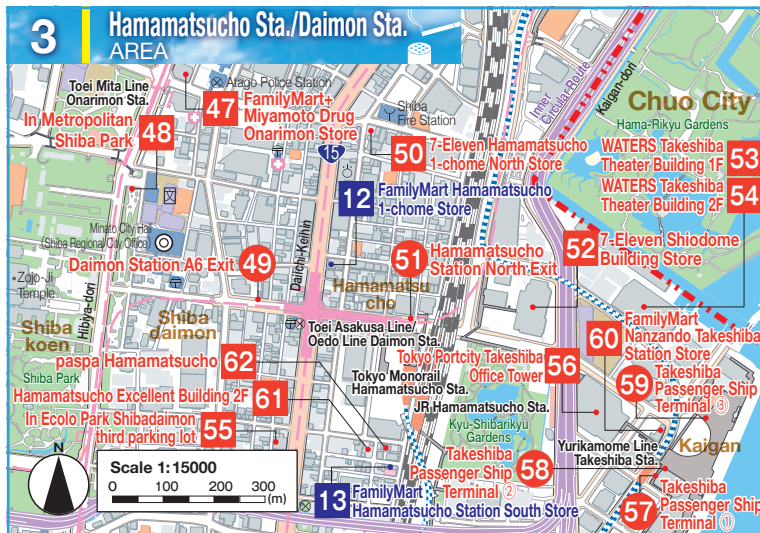 3
Hamamatsucho Sta./Daimon Sta.
AREA
Toei Mita Line
Onarimon Sta.
Atago Police Station
47
FamilyMart+
Miyamoto Drug
Onarimon Store
In Metropolitan
Shiba Park
48
Shiba
Fire Station
15
50
7-Eleven Hamamatsucho
1-chome North Store
Inner
Circular Route
Kaigan-dori
Chuo City
Hama-Rikyu Gardens
WATERS Takeshiba
Theater Building 1F
53
WATERS Takeshiba
Theater Building 2F
54
12
FamilyMart Hamamatsucho
1-chome Store
Minato City Hall
(Shiba Regional City Office)
Daimon Station A6 Exit
49
Daiichi-Keihin
51
Hamamatsucho
Station North Exit
52
7-Eleven Shiodome
Building Store
Zojo-Ji
Temple
Hibiya-dori
Hamamatsu
cho
Shiba
koen
Shiba
daimon
Toei Asakusa Line/
Oedo Line Daimon Sta.
60
FamilyMart
Nanzando Takeshiba
Station Store
Shiba Park
paspa Hamamatsucho
62
Tokyo Monorail
Hamamatsucho Sta.
Tokyo Portcity Takeshiba
Office Tower
56
59
Takeshiba
Passenger Ship
Terminal ③
Hamamatsucho Excellent Building 2F
61
JR Hamamatsucho Sta.
Kyu-Shibarikyu
Gardens
In Ecolo Park Shibadaimon
third parking lot
55
Yurikamome Line
Takeshiba Sta.
Kaigan
Takeshiba
Passenger Ship
Terminal ②
58
N
Scale 1:15000
0 100 200 300
(m)
13
FamilyMart
Hamamatsucho Station South Store
57
Takeshiba
Passenger Ship
Terminal ①